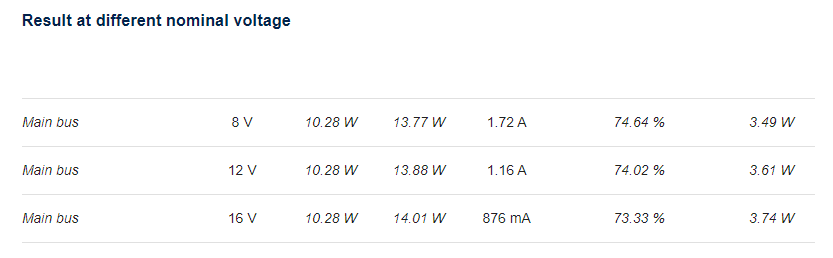 Result at different nominal voltage
Main bus 8 V 10.28 W 13.77 W 1.72 A 74.64 % 3.49 W
Main bus 12 V 10.28 W 13.88 W 1.16 A 74.02 % 3.61 W
Main bus 16 V 10.28 W 14.01 W 876 mA 73.33 % 3.74 W